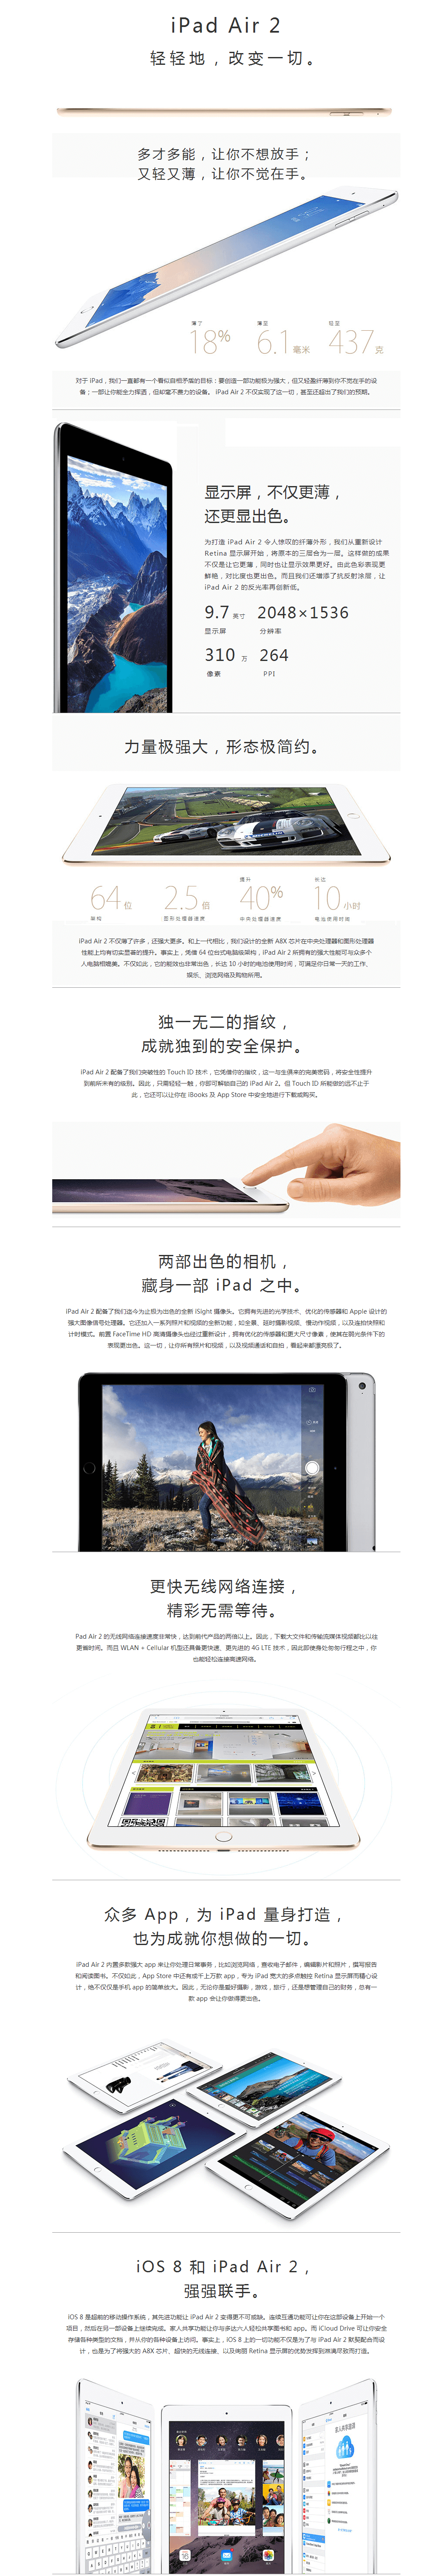 iPad Air 2
轻轻地，改变一切。
多才多能，让你不想放手；
又轻又薄，让你不觉在手。
薄了
薄至
轻至
18%
6.1 毫米
437 克
对于 iPad，我们一直都有一个看似自相矛盾的目标：要创造一部功能极为强大，但又轻盈纤薄到你不觉在手的设
备；一部让你能全力挥洒，但却毫不费力的设备。 iPad Air 2 不仅实现了这一切，甚至还超出了我们的预期。
显示屏，不仅更薄，
还更显出色。
为打造 iPad Air 2 令人惊叹的纤薄外形，我们从重新设计
Retina 显示屏开始，将原本的三层合为一层。这样做的成果
不仅是让它更薄，同时也让显示效果更好。由此色彩表现更
鲜格，对比度也更出色。而且我们还增添了抗反射涂层，让
iPad Air 2 的反光率再创新低。
9.7 英寸 2048×1536
显示屏 分辨率
310 万 264
像素 PPI
力量极强大，形态极简约。
提升
长达
64 位
2.5 倍
40%
10 小时
架构
图形处理器速度
中央处理器速度
电池使用时间
iPad Air 2 不仅薄了许多，还强大更多。和上一代相比，我们设计的全新 A8X 芯片在中央处理器和图形处理器
性能上均有切实显著的提升。事实上，凭借 64 位台式电脑级架构，iPad Air 2 所拥有的强大性能可与众多个
人电脑相媲美。不仅如此，它的能效也非常出色，长达 10 小时的电池使用时间，可满足你日常一天的工作、
娱乐、浏览网络及购物所用。
独一无二的指纹，
成就独到的安全保护。
iPad Air 2 配备了我们突破性的 Touch ID 技术，它凭借你的指纹，这一与生俱来的完美密码，将安全性提升
到前所未有的级别。因此，只需轻轻一触，你即可解锁自己的 iPad Air 2。但 Touch ID 所能做的远不止于
此，它还可以让你在 iBooks 及 App Store 中安全地进行下载或购买。
两部出色的相机，
藏身一部 iPad 之中。
iPad Air 2 配备了我们迄今为止极为出色的全新 iSight 摄像头。它拥有先进的光学技术、优化的传感器和 Apple 设计的
强大图像信号处理器。它还加入一系列照片和视频的全新功能，如全景、延时摄影视频、慢动作视频，以及连拍快照和
计时模式。前置 FaceTime HD 高清摄像头也经过重新设计，拥有优化的传感器和更大尺寸像素，使其在弱光条件下的
表现更出色。这一切，让你所有照片和视频，以及视频通话和自拍，看起来都漂亮极了。
更快无线网络连接，
精彩无需等待。
Pad Air 2 的无线网络连接速度非常快，达到前代产品的两倍以上。因此，下载大文件和传输流媒体视频都比以往
更省时间。而且 WLAN + Cellular 机型还具备更快速、更先进的 4G LTE 技术，因此即使身处匆匆行程之中，你
也能轻松连接高速网络。
众多 App，为 iPad 量身打造，
也为成就你想做的一切。
iPad Air 2 内置多款强大 app 来让你处理日常事务，比如浏览网络，查收电子邮件，编辑影片和照片，撰写报告
和阅读图书。不仅如此，App Store 中还有成千上万款 app，专为 iPad 宽大的多点触控 Retina 显示屏而精心设
计，绝不仅仅是手机 app 的简单放大。因此，无论你是爱好摄影，游戏，旅行，还是想管理自己的财务，总有一
款 app 会让你做得更出色。
iOS 8 和 iPad Air 2，
强强联手。
iOS 8 是超前的移动操作系统，其先进功能让 iPad Air 2 变得更不可或缺。连续互通功能可让你在这部设备上开始一个
项目，然后在另一部设备上继续完成。家人共享功能让你与多达六人轻松共享图书和 app。而 iCloud Drive 可让你安全
存储各种类型的文档，并从你的各种设备上访问。事实上，iOS 8 上的一切功能不仅是为了与 iPad Air 2 默契配合而设
计，也是为了将强大的 A8X 芯片、超快的无线连接、以及绚丽 Retina 显示屏的优势发挥到淋漓尽致而打造。
家人共享邀请